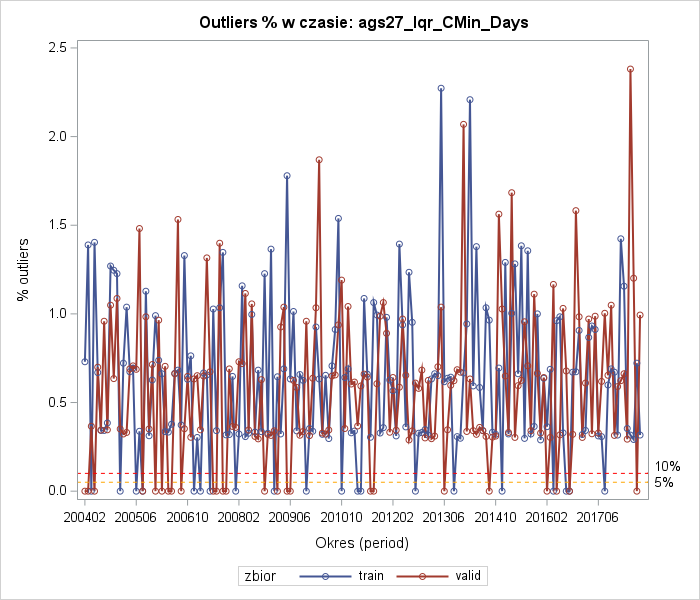 Outliers % w czasie: ags27_Iqr_CMin_Days
% outliers
2.5
2.0
1.5
1.0
0.5
0.0
10%
5%
200402 200506 200610 200802 200906 201010 201202 201306 201410 201602 201706
Okres (period)
zbior train valid